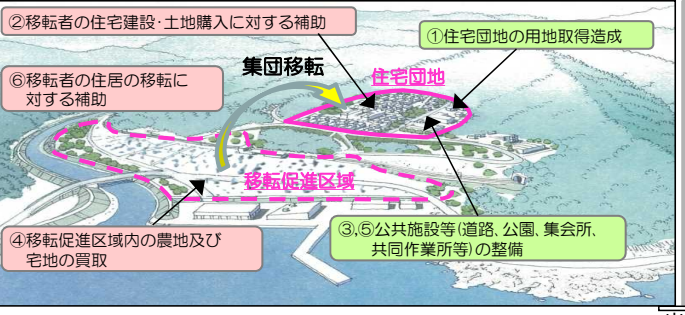 ②移転者の住宅建設･土地購入に対する補助
①住宅団地の用地取得造成
集団移転
住宅団地
⑥移転者の住居の移転に
対する補助
移転促進区域
④移転促進区域内の農地及び
宅地の買取
③,⑤公共施設等(道路、公園、集会所、
共同作業所等)の整備